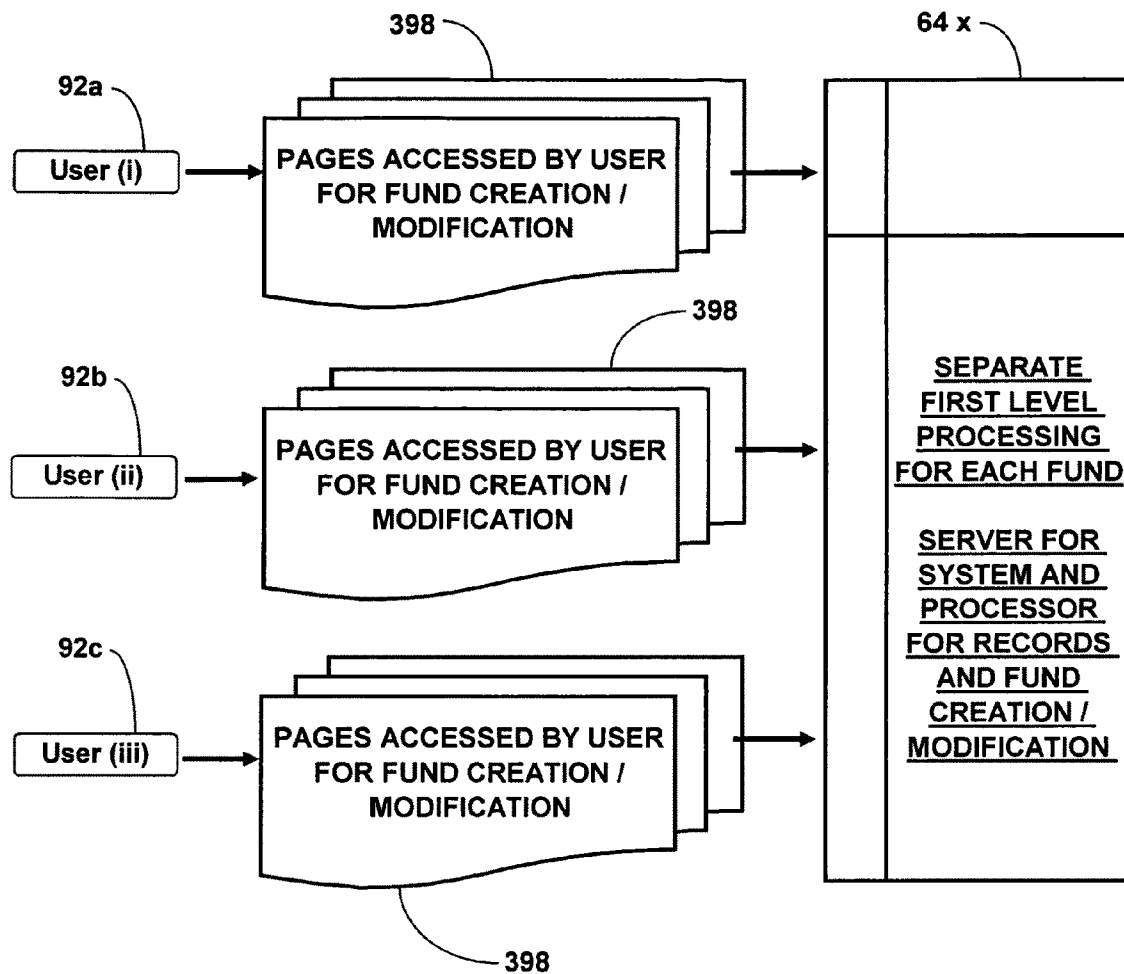 398
64 x
92a
User (i)
PAGES ACCESSED BY USER
FOR FUND CREATION /
MODIFICATION
398
92b
User (ii)
PAGES ACCESSED BY USER
FOR FUND CREATION /
MODIFICATION
92c
User (iii)
PAGES ACCESSED BY USER
FOR FUND CREATION /
MODIFICATION
398
SEPARATE
FIRST LEVEL
PROCESSING
FOR EACH FUND
SERVER FOR
SYSTEM AND
PROCESSOR
FOR RECORDS
AND FUND
CREATION /
MODIFICATION